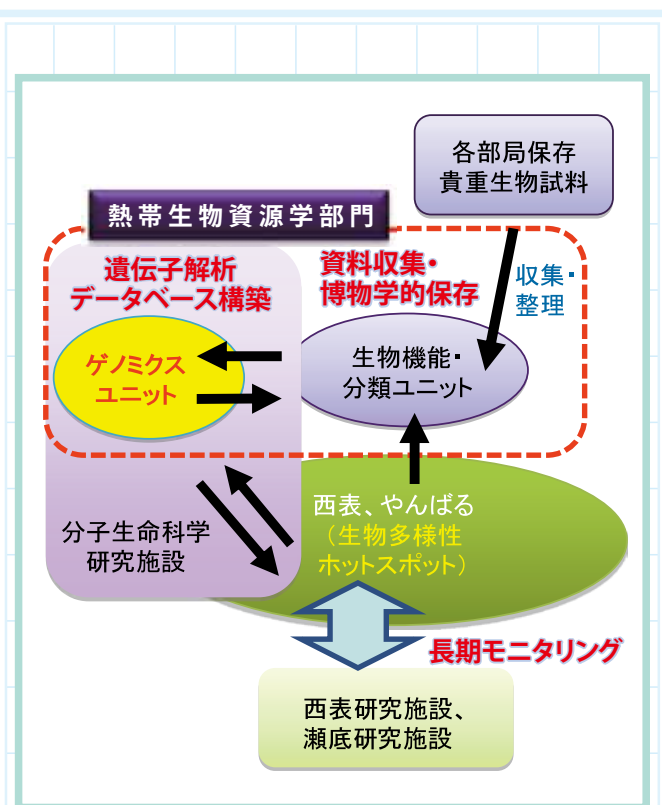 各部局保存
貴重生物試料
熱帯生物資源学部門
遺伝子解析
データベース構築
資料収集・
博物学的保存
収集・
整理
ゲノミクス
ユニット
生物機能・
分類ユニット
分子生命科学
研究施設
西表、やんばる
（生物多様性
ホットスポット）
長期モニタリング
西表研究施設、
瀬底研究施設